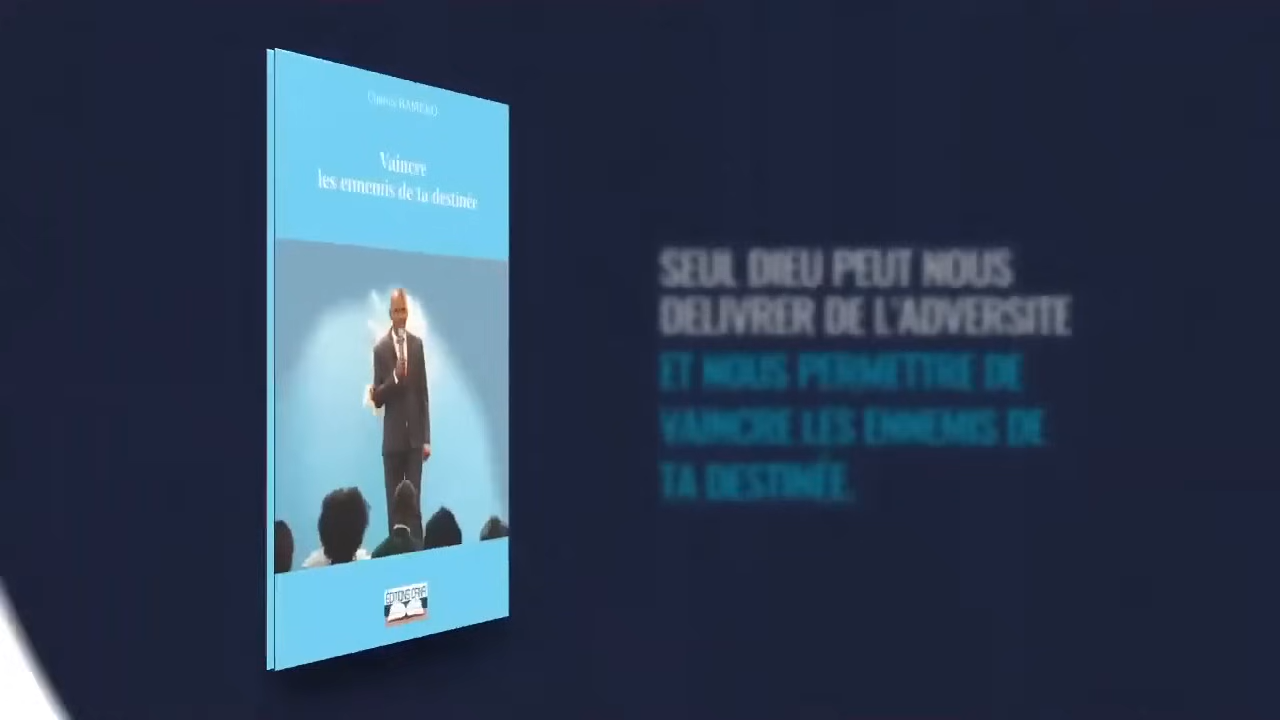 Vaincre
les ennemis de ta destinée
EDITIONS
SEUL DIEU PEUT NOUS
DELIVRER DE L'ADVERSITE
ET NOUS PERMETTRE DE
VAINCRE LES ENNEMIS DE
TA DESTINÉE.